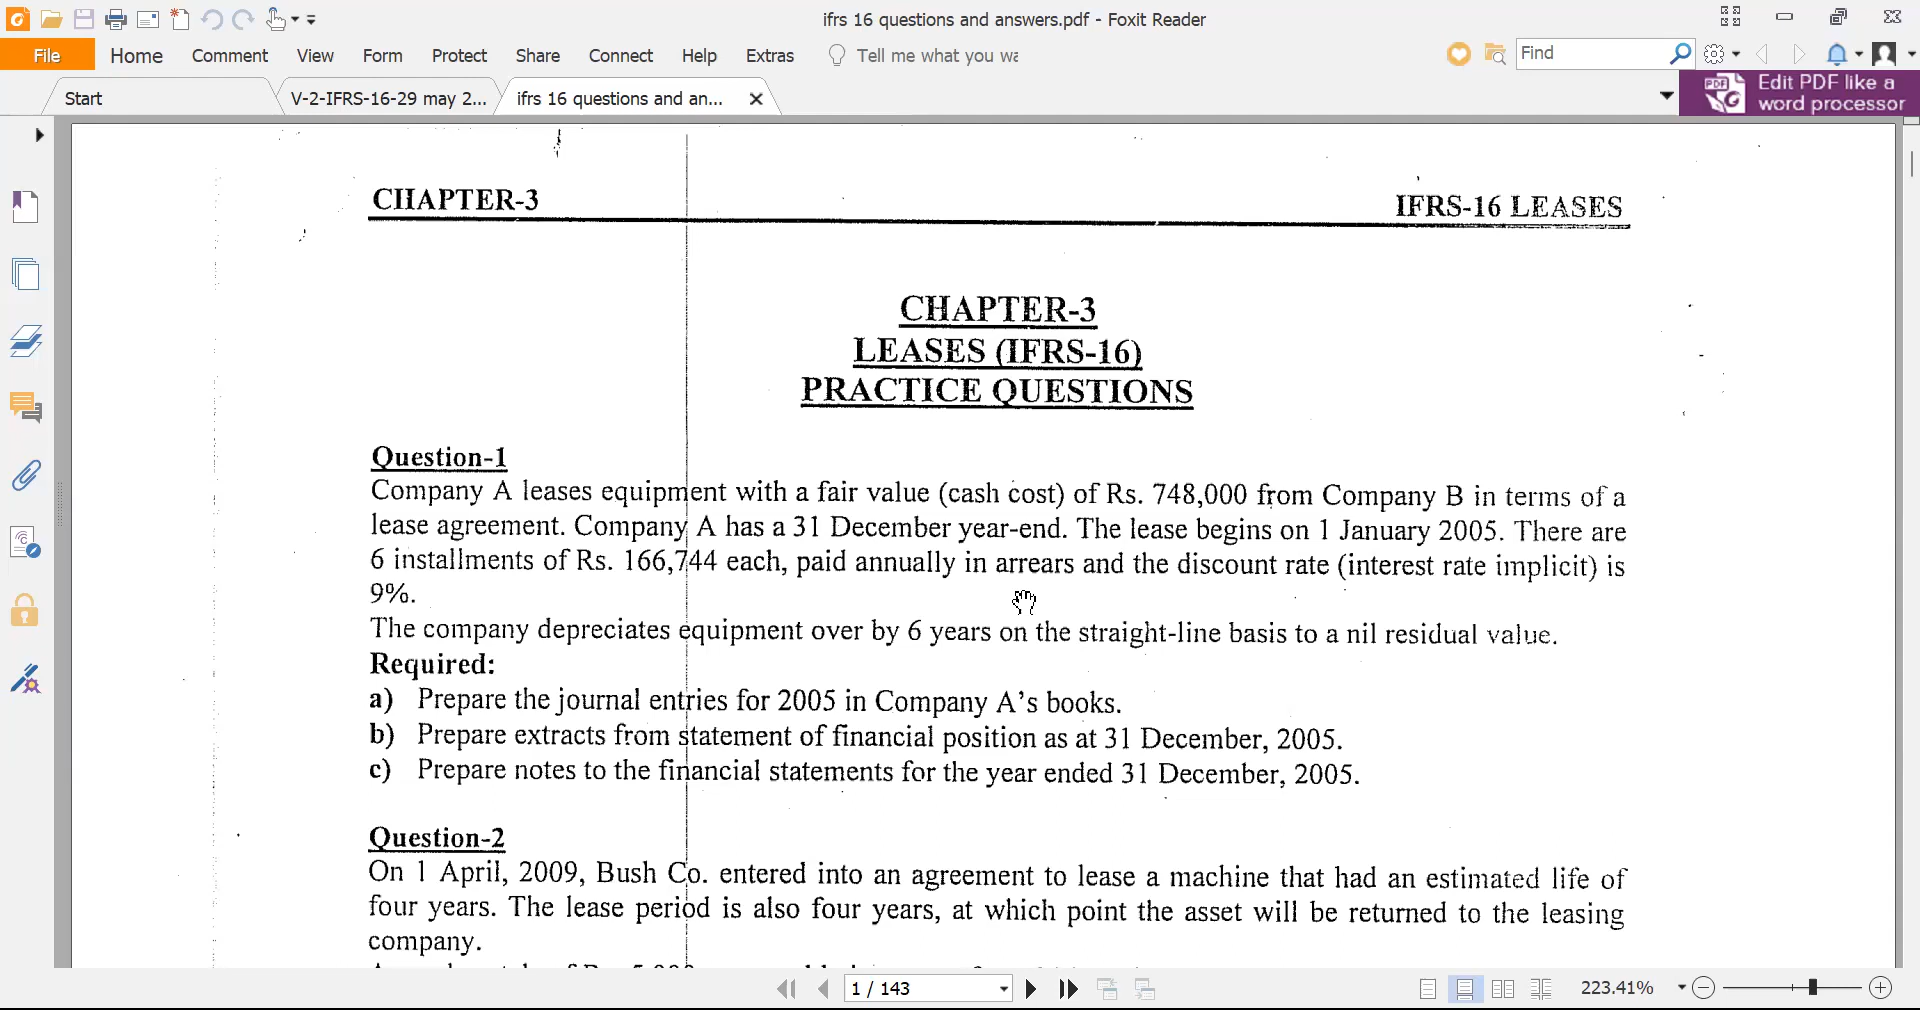 ifrs 16 questions and answers.pdf - Foxit Reader
File Home Comment View Form Protect Share Connect Help Extras Tell me what you wa Find
Start V-2-IFRS-16-29 may 2... ifrs 16 questions and an...
Edit PDF like a
word processor
CHAPTER-3 IFRS-16 LEASES
CHAPTER-3
LEASES (IFRS-16)
PRACTICE QUESTIONS
Question-1
Company A leases equipment with a fair value (cash cost) of Rs. 748,000 from Company B in terms of a
lease agreement. Company A has a 31 December year-end. The lease begins on 1 January 2005. There are
6 installments of Rs. 166,744 each, paid annually in arrears and the discount rate (interest rate implicit) is
9%.
The company depreciates equipment over by 6 years on the straight-line basis to a nil residual value.
Required:
a) Prepare the journal entries for 2005 in Company A's books.
b) Prepare extracts from statement of financial position as at 31 December, 2005.
c) Prepare notes to the financial statements for the year ended 31 December, 2005.
Question-2
On 1 April, 2009, Bush Co. entered into an agreement to lease a machine that had an estimated life of
four years. The lease period is also four years, at which point the asset will be returned to the leasing
company.
1 / 143 223.41%